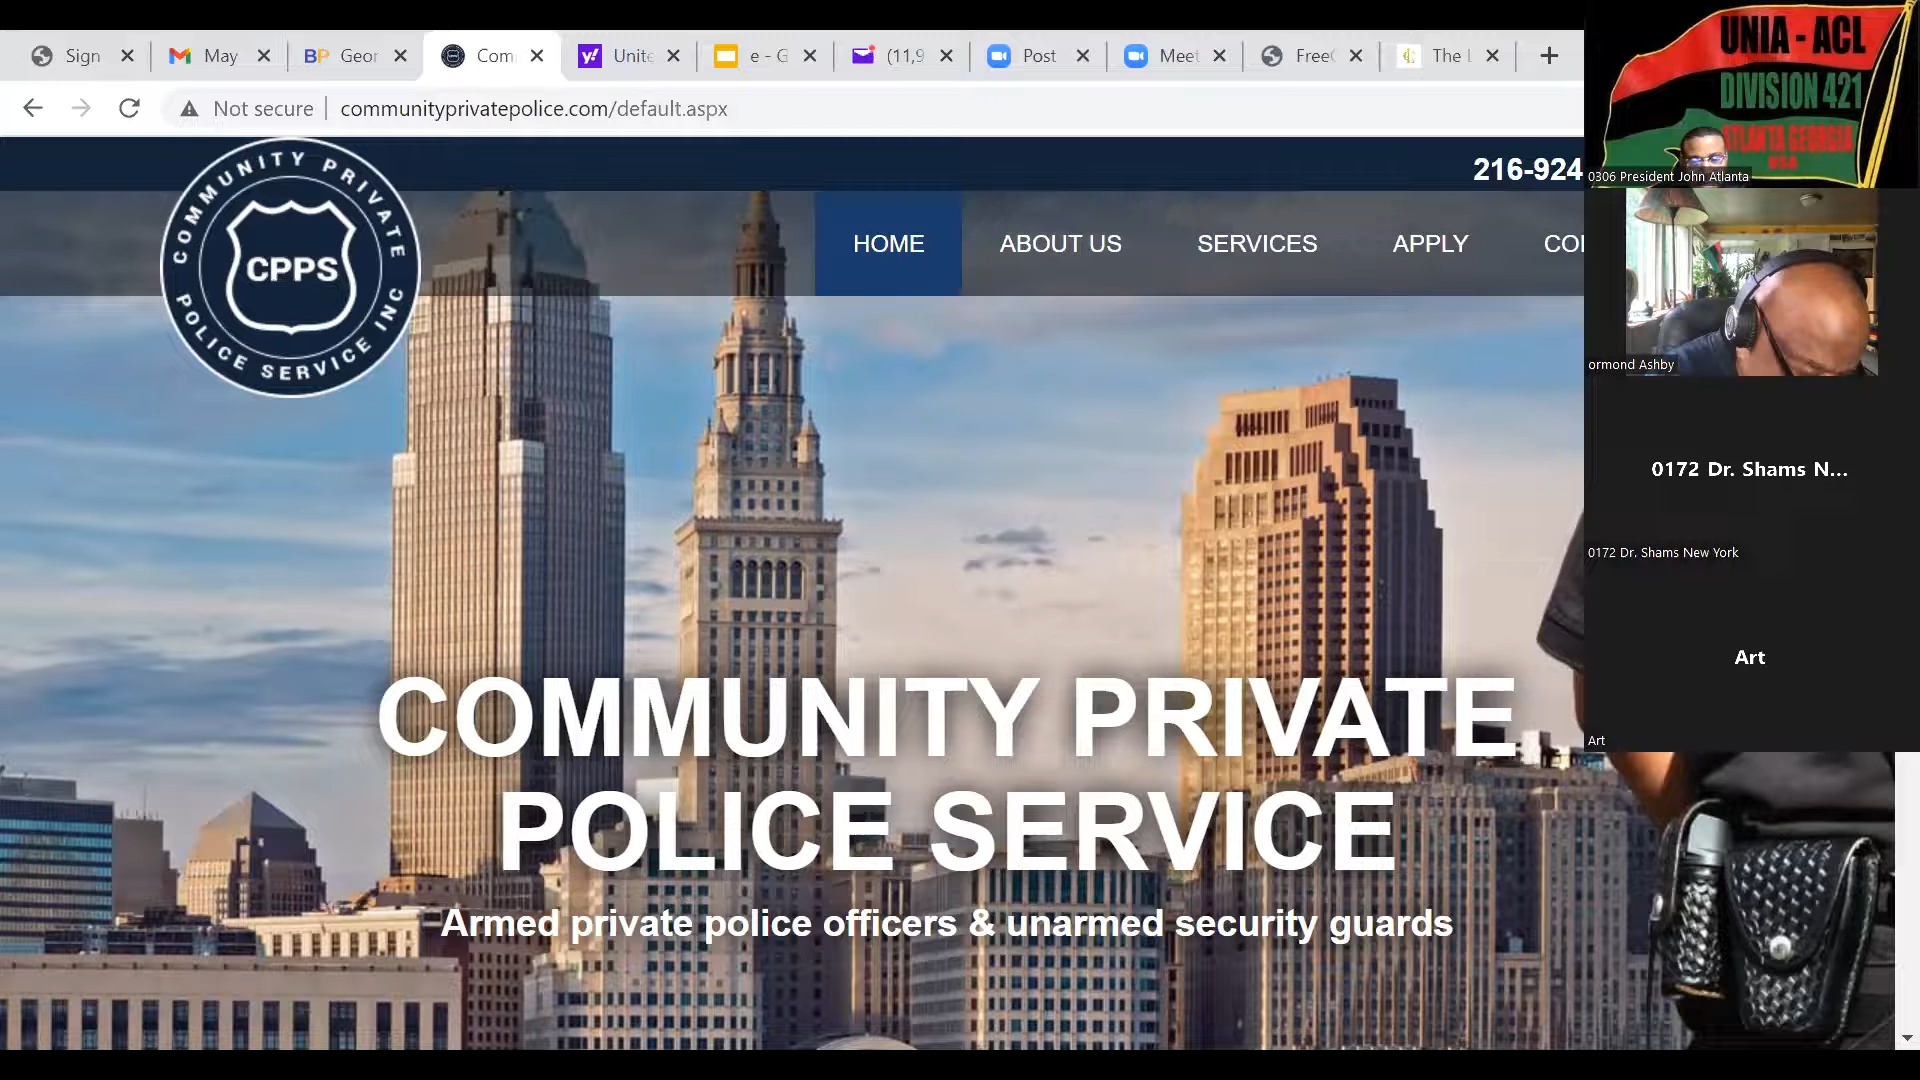 Sign
May
BP Geor
Com
y! Unite
e - G
(11,9
Post
Meet
Free
The L
Not secure
communityprivatepolice.com/default.aspx
216-924
COMMUNITY PRIVATE
CPPS
POLICE SERVICE INC
HOME
ABOUT US
SERVICES
APPLY
COMMUNITY PRIVATE
POLICE SERVICE
Armed private police officers & unarmed security guards
UNIA - ACL
DIVISION 421
ATLANTA GEORGIA
USA
0306 President John Atlanta
ormond Ashby
0172 Dr. Shams N...
0172 Dr. Shams New York
Art
Art